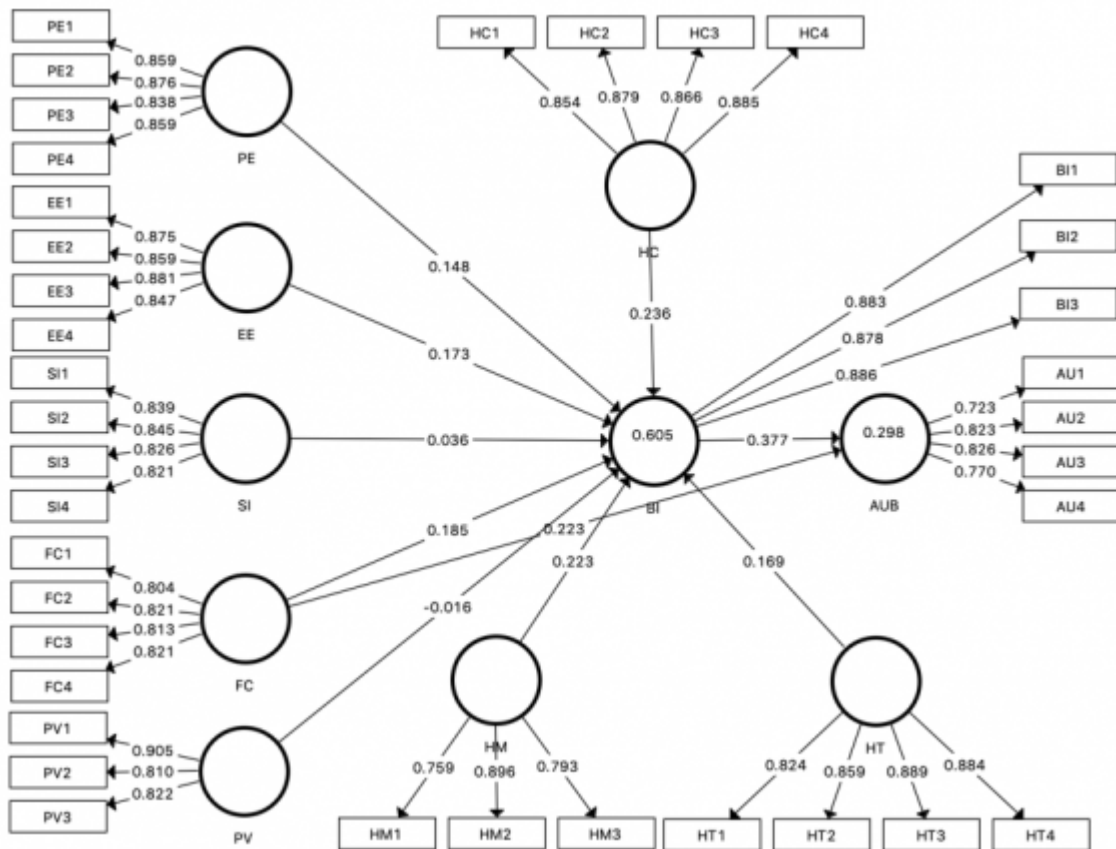 PE1
0.859
PE2
0.876
PE3
0.838
PE4
0.859
PE
HC1
HC2
HC3
HC4
0.854
0.879
0.866
0.885
HC
EE1
0.875
EE2
0.859
EE3
0.881
EE4
0.847
EE
0.148
0.173
0.236
BI1
BI2
BI3
0.883
0.878
0.886
SI1
0.839
SI2
0.845
SI3
0.826
SI4
0.821
SI
0.036
0.605
BI
0.377
0.298
AUB
AU1
0.723
AU2
0.823
AU3
0.826
AU4
0.770
FC1
0.804
FC2
0.821
FC3
0.813
FC4
0.821
FC
0.185
0.223
0.223
-0.016
0.169
PV1
0.905
PV2
0.810
PV3
0.822
PV
HM
0.759
0.896
0.793
HM1
HM2
HM3
HT
0.824
0.859
0.889
0.884
HT1
HT2
HT3
HT4